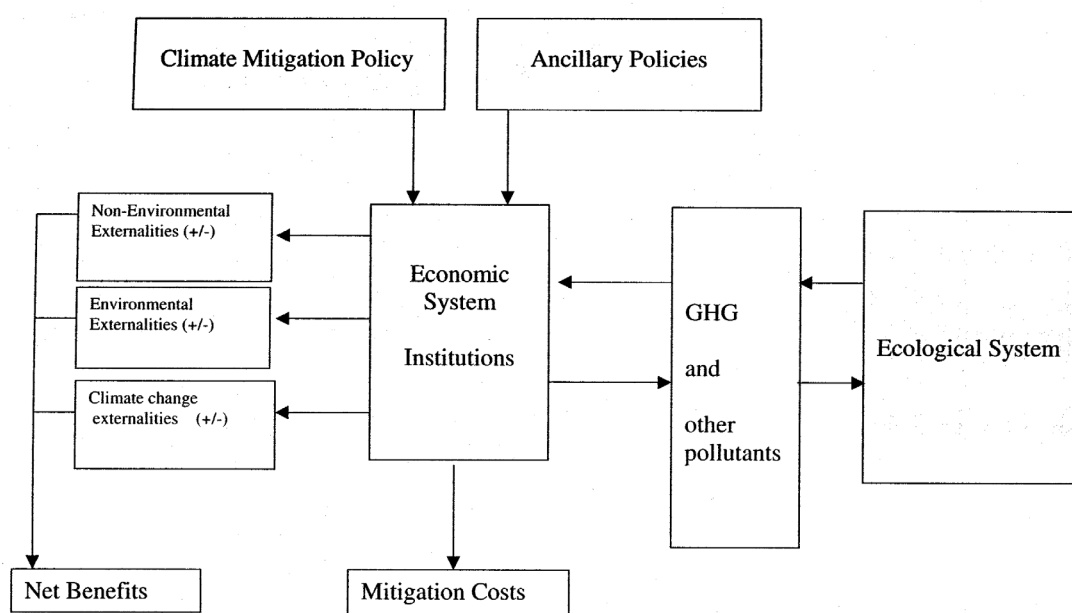 Climate Mitigation Policy
Ancillary Policies
Non-Environmental
Externalities (+/-)
Environmental
Externalities (+/-)
Climate change
externalities (+/-)
Economic
System
Institutions
GHG
and
other
pollutants
Ecological System
Net Benefits
Mitigation Costs